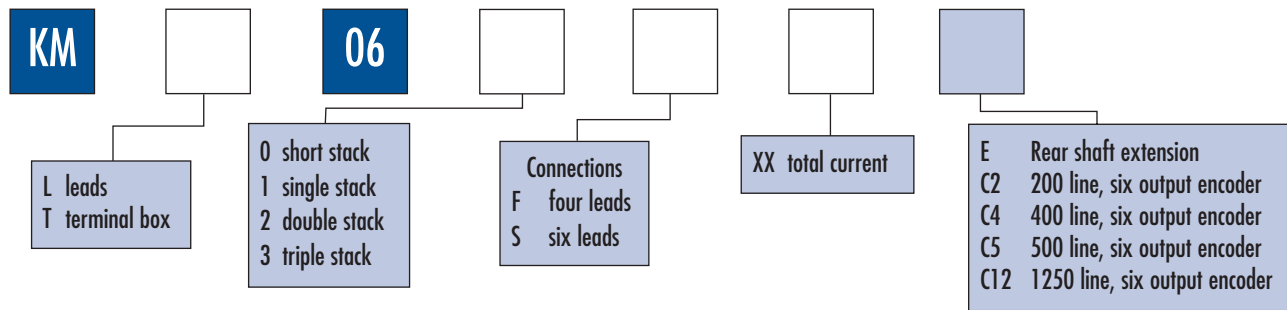 KM 06
L leads
T terminal box
0 short stack
1 single stack
2 double stack
3 triple stack
Connections
F four leads
S six leads
XX total current
E Rear shaft extension
C2 200 line, six output encoder
C4 400 line, six output encoder
C5 500 line, six output encoder
C12 1250 line, six output encoder